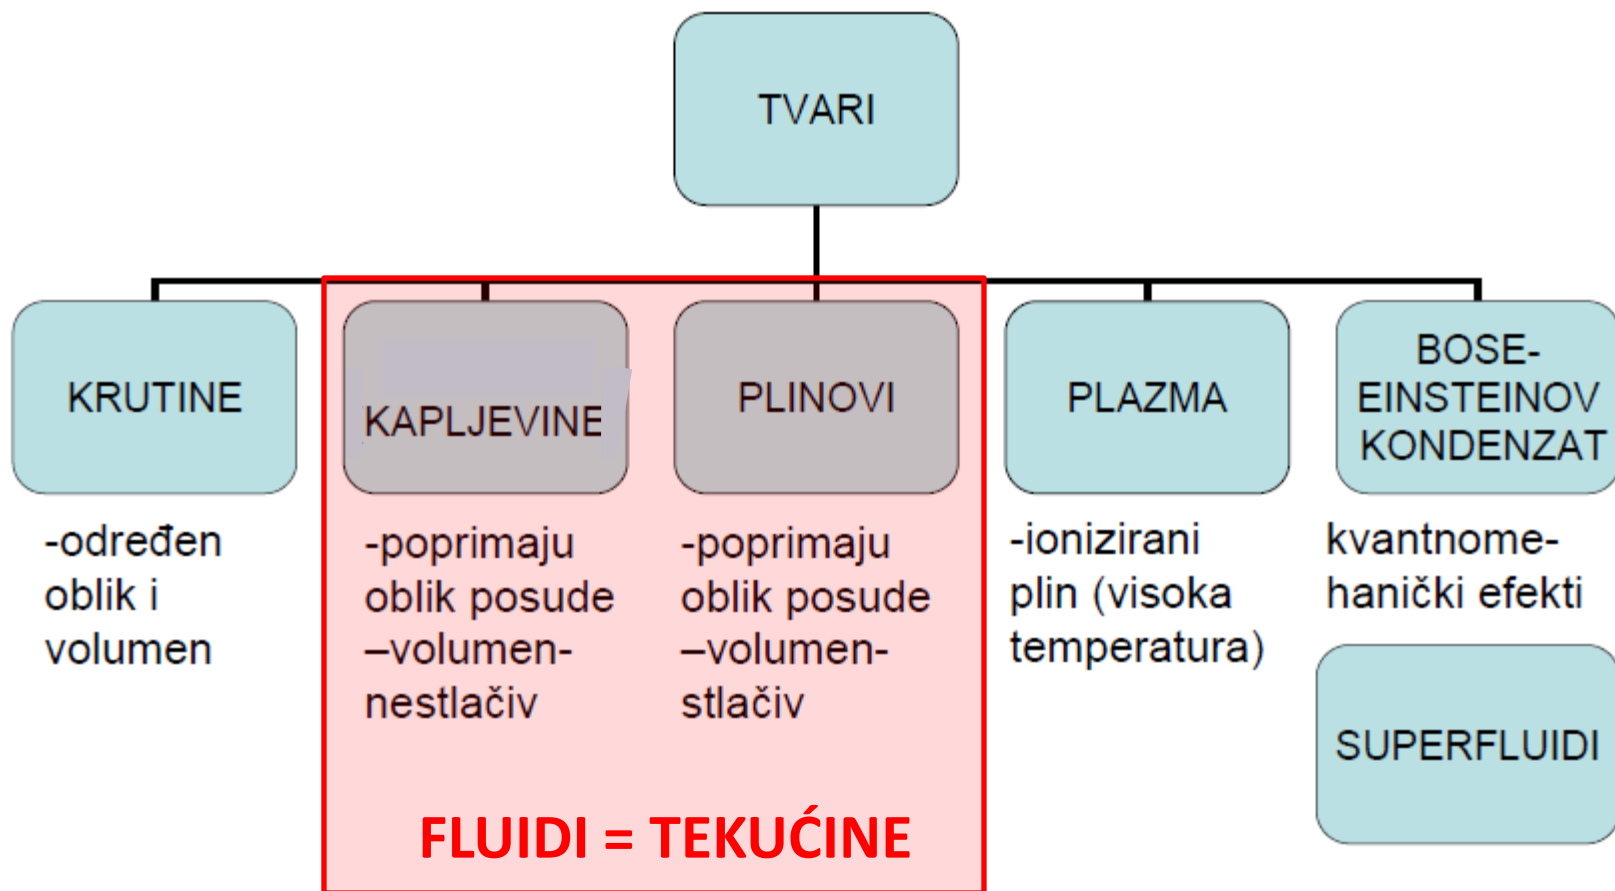 TVARI
KRUTINE
-određen
oblik i
volumen
KAPLJEVINE
-poprimaju
oblik posude
–volumen-
nestlačiv
PLINOVI
-poprimaju
oblik posude
–volumen-
stlačiv
FLUIDI = TEKUĆINE
PLAZMA
-ionizirani
plin (visoka
temperatura)
BOSE-
EINSTEINOV
KONDENZAT
kvantnome-
hanički efekti
SUPERFLUIDI